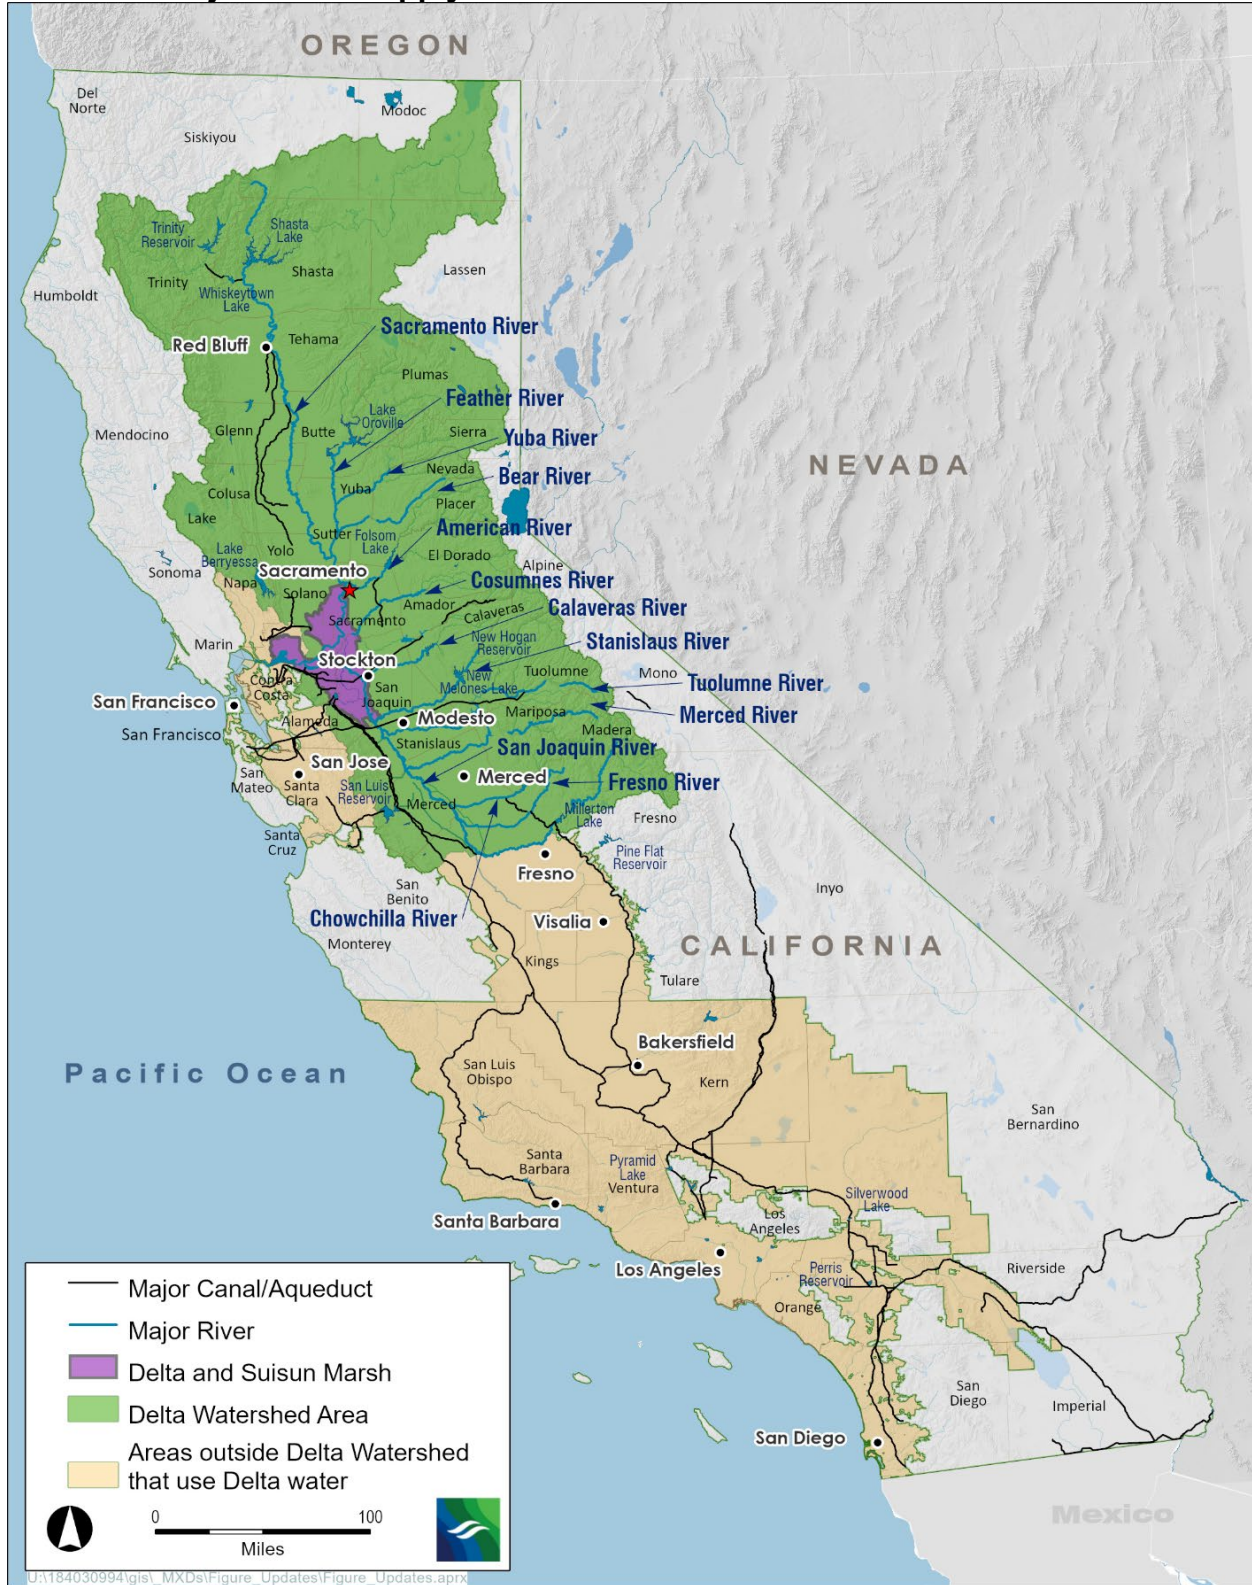 OREGON
Del
Norte
Modoc
Siskiyou
Trinity
Reservoir
Shasta
Lake
Shasta
Lassen
Trinity
Humboldt
Whiskeytown
Lake
Sacramento River
Tehama
Red Bluff
Plumas
Feather River
Lake
Oroville
Glenn
Butte
Sierra
Mendocino
Yuba River
NEVADA
Nevada
Bear River
Yuba
Colusa
Placer
Lake
American River
Sutter
Folsom
Lake
Yolo
Lake
Berryessa
El Dorado
Alpine
Sonoma
Sacramento
Napa
Cosumnes River
Solano
Amador
Calaveras
Calaveras River
Sacramento
Marin
New Hogan
Reservoir
Stanislaus River
Stockton
New
Melones Lake
Tuolumne
Mono
Contra
Costa
San
Joaquin
Tuolumne River
San Francisco
Mariposa
Merced River
Alameda
Modesto
Madera
San Francisco
Stanislaus
San Joaquin River
San Jose
Merced
Fresno River
San
Mateo
Santa
Clara
San Luis
Reservoir
Merced
Millerton
Lake
Fresno
Santa
Cruz
Pine Flat
Reservoir
Fresno
San
Benito
Inyo
Chowchilla River
Visalia
Monterey
CALIFORNIA
Kings
Tulare
Bakersfield
Pacific Ocean
San Luis
Obispo
Kern
San
Bernardino
Santa
Barbara
Pyramid
Lake
Ventura
Silverwood
Lake
Santa Barbara
Los
Angeles
Los Angeles
Perris
Reservoir
Riverside
Orange
San
Diego
Imperial
San Diego
Mexico
Major Canal/Aqueduct
Major River
Delta and Suisun Marsh
Delta Watershed Area
Areas outside Delta Watershed
that use Delta water
0 100
Miles
U:\184030994\gis\_MXDs\Figure_Updates\Figure_Updates.aprx